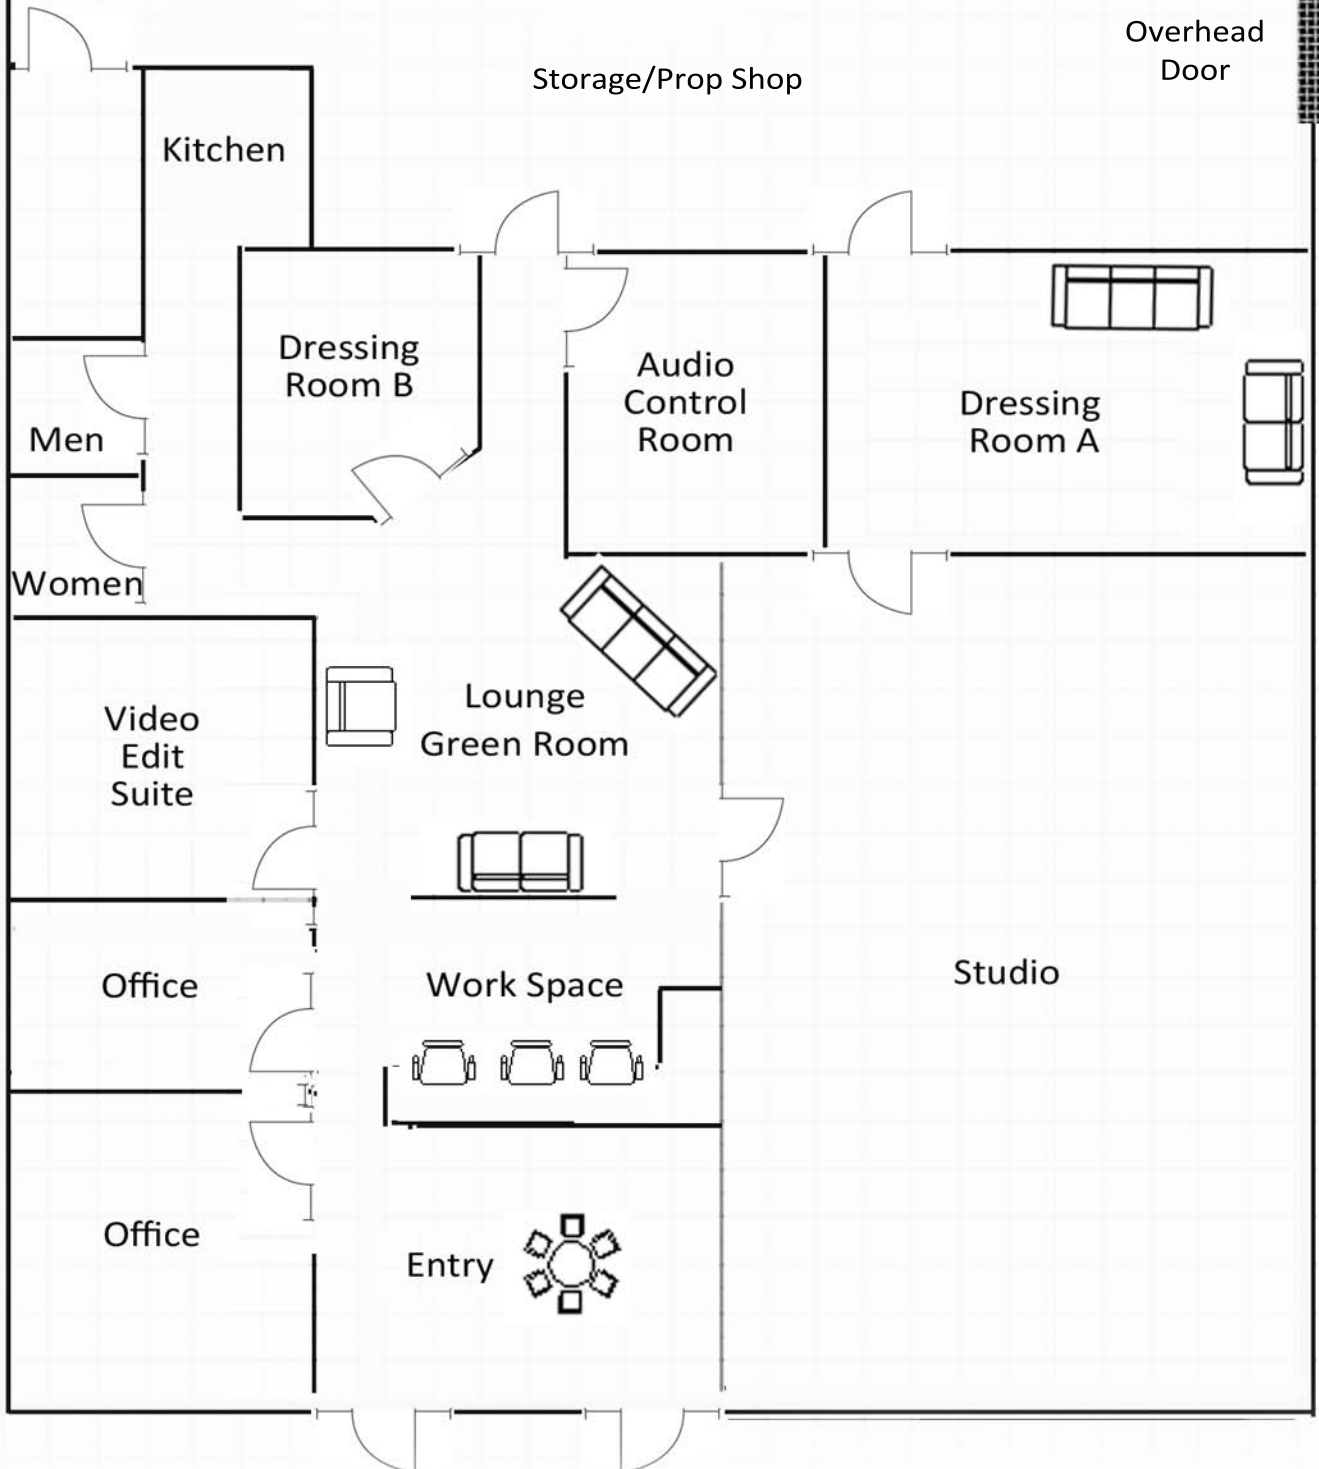 Overhead
Door
Storage/Prop Shop
Kitchen
Dressing
Room B
Audio
Control
Room
Dressing
Room A
Men
Women
Lounge
Green Room
Video
Edit
Suite
Office
Work Space
Studio
Office
Entry